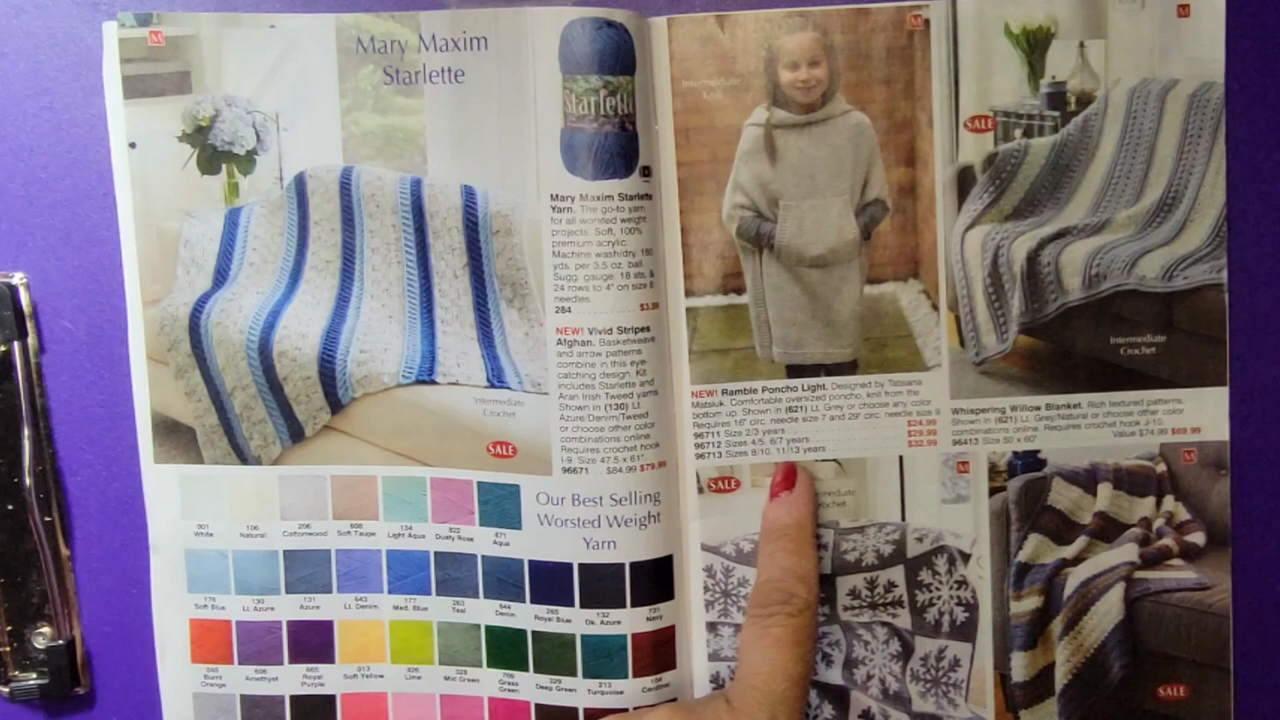 Mary Maxim
Starlette
Starlette
Mary Maxim Starlette
Yarn. The go-to yarn
for all worsted weight
projects. Soft, 100%
premium acrylic.
Machine wash/dry. 180
yds. per 3.5 oz. ball.
Sugg. gauge: 18 sts. &
24 rows to 4" on size 8
needles.
284 $3.99
NEW! Vivid Stripes
Afghan. Basketweave
and arrow patterns
combine in this eye-
catching design. Kit
includes Starlette and
Aran Irish Tweed yarns.
Shown in (130) Lt.
Azure/Denim/Tweed
or choose other color
combinations online.
Requires crochet hook
I-9. Size 47.5 x 61".
96671 $84.99 $79.99
Intermediate
Crochet
SALE
Our Best Selling
Worsted Weight
Yarn
001 White
106 Natural
206 Cottonwood
608 Soft Taupe
134 Light Aqua
822 Dusty Rose
671 Aqua
176 Soft Blue
130 Lt. Azure
131 Azure
643 Lt. Denim
177 Med. Blue
263 Teal
644 Denim
265 Royal Blue
132 Dk. Azure
731 Navy
Burnt Orange
606 Amethyst
665 Royal Purple
813 Soft Yellow
826 Lime
328 Mid Green
709 Grass Green
329 Deep Green
213 Turquoise
Cardinal
M
Intermediate
Knit
M
NEW! Ramble Poncho Light. Designed by Tatsiana
Matsiuk. Comfortable oversized poncho, knit from the
bottom up. Shown in (621) Lt. Grey or choose any color.
Requires 16" circ. needle size 7 and 29" circ. needle size 9
96711 Size 2/3 years $24.99
96712 Sizes 4/5, 6/7 years $29.99
96713 Sizes 8/10, 11/13 years $32.99
M
SALE
Intermediate
Crochet
Whispering Willow Blanket. Rich textured patterns.
Shown in (621) Lt. Grey/Natural or choose other color
combinations online. Requires crochet hook J-10.
96413 Size 50 x 60" Value $74.99 $69.99
SALE
M
M
SALE